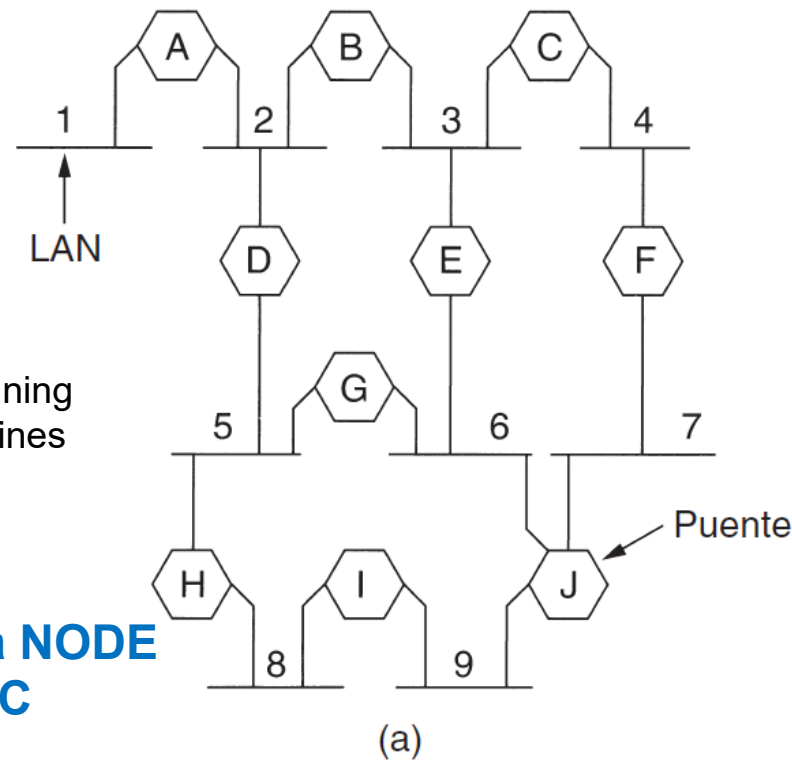 A B C
1 2 3 4
LAN
D E F
ning
G
5 6 7
ines
Puente
H I J
a NODE
8 9
C
(a)